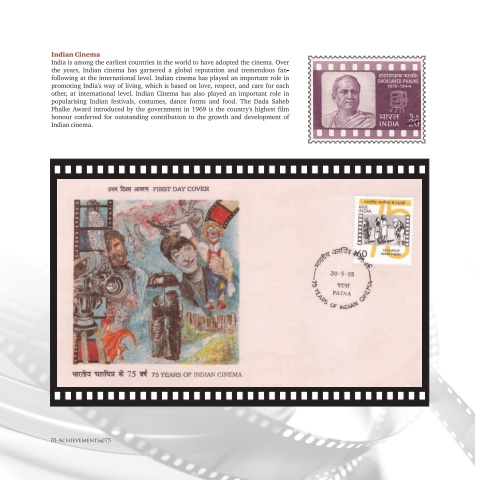 Indian Cinema
India is among the earliest countries in the world to have adopted the cinema. Over
the years, Indian cinema has garnered a global reputation and tremendous fan-
following at the international level. Indian cinema has played an important role in
promoting India's way of living, which is based on love, respect, and care for each
other, at international level. Indian Cinema has also played an important role in
popularising Indian festivals, costumes, dance forms and food. The Dada Saheb
Phalke Award introduced by the government in 1969 is the country's highest film
honour conferred for outstanding contribution to the growth and development of
Indian cinema.
दादासाहब फालके
DADASAHEB PHALKE
1870-1944
भारत
INDIA
20
प्रथम दिवस आवरण FIRST DAY COVER
भारत INDIA
75
60
भारतीय चलचित्र के 75 वर्ष
75 YEARS OF INDIAN CINEMA
30-5-89
पटना
PATNA
भारतीय चलचित्र के 75 वर्ष 75 YEARS OF INDIAN CINEMA
70-ACHIEVEMENTS@75